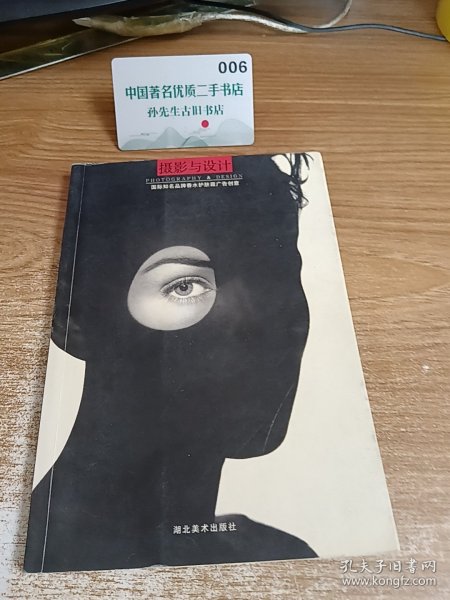 006
中国著名优质二手书店
孙先生古旧书店
摄影与设计
PHOTOGRAPHY & DESIGN
国际知名品牌香水护肤霜广告创意
湖北美术出版社
孔夫子旧书网
www.kongfz.com